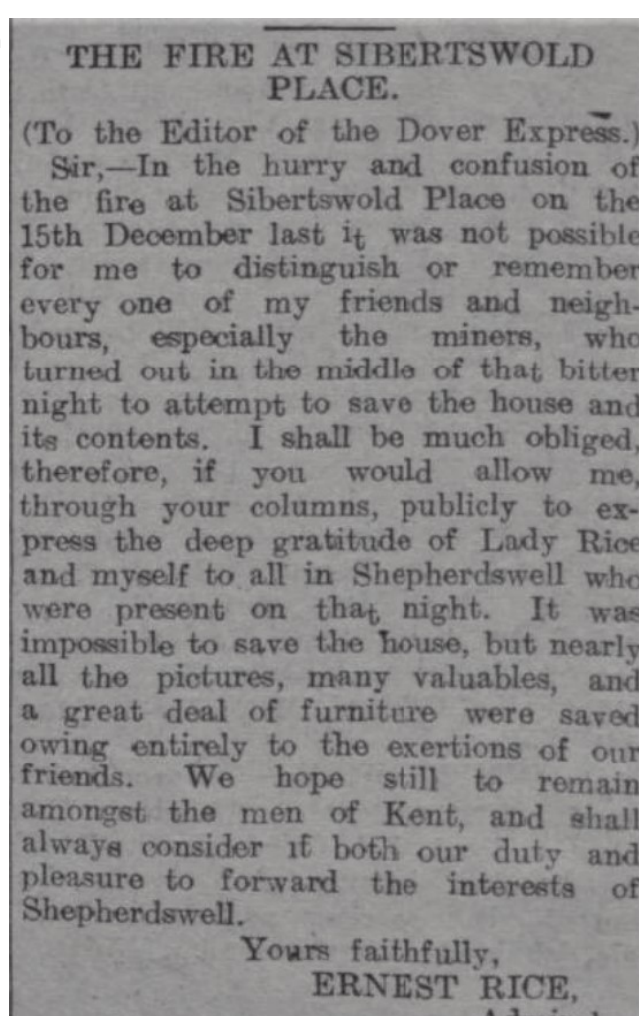 THE FIRE AT SIBERTSWOLD
PLACE.
(To the Editor of the Dover Express.)
Sir,—In the hurry and confusion of
the fire at Sibertswold Place on the
15th December last it was not possible
for me to distinguish or remember
every one of my friends and neigh-
bours, especially the miners, who
turned out in the middle of that bitter
night to attempt to save the house and
its contents. I shall be much obliged,
therefore, if you would allow me,
through your columns, publicly to ex-
press the deep gratitude of Lady Rice
and myself to all in Shepherdswell who
were present on that night. It was
impossible to save the house, but nearly
all the pictures, many valuables, and
a great deal of furniture were saved
owing entirely to the exertions of our
friends. We hope still to remain
amongst the men of Kent, and shall
always consider it both our duty and
pleasure to forward the interests of
Shepherdswell.
Yours faithfully,
ERNEST RICE,